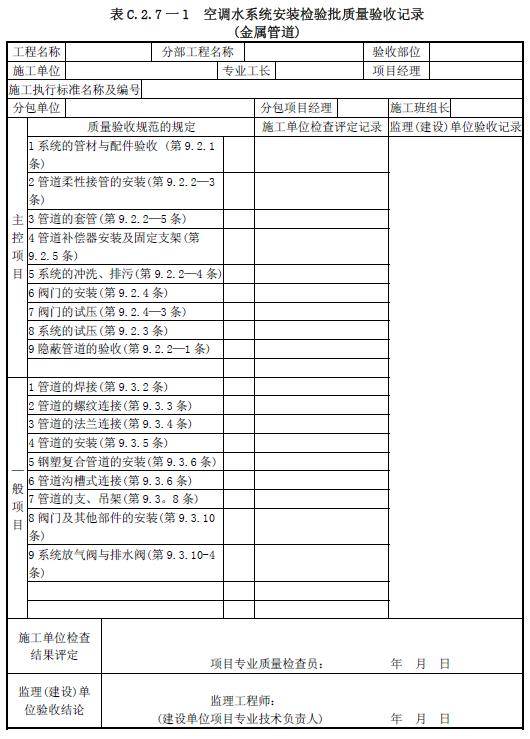 表 C.2.7—1 空调水系统安装检验批质量验收记录
(金属管道)
工程名称 分部工程名称 验收部位
施工单位 专业工长 项目经理
施工执行标准名称及编号
分包单位 分包项目经理 施工班组长
质量验收规范的规定 施工单位检查评定记录 监理(建设)单位验收记录
主控项目
1 系统的管材与配件验收 (第 9.2.1
条)
2 管道柔性接管的安装(第 9.2.2—3
条)
3 管道的套管(第 9.2.2—5 条)
4 管道补偿器安装及固定支架(第
9.2.5 条)
5 系统的冲洗、排污(第 9.2.2—4 条)
6 阀门的安装(第 9.2.4 条)
7 阀门的试压(第 9.2.4—3 条)
8 系统的试压(第 9.2.3 条)
9 隐蔽管道的验收(第 9.2.2—1 条)
一般项目
1 管道的焊接(第 9.3.2 条)
2 管道的螺纹连接(第 9.3.3 条)
3 管道的法兰连接(第 9.3.4 条)
4 管道的安装(第 9.3.5 条)
5 钢塑复合管道的安装(第 9.3.6 条)
6 管道沟槽式连接(第 9.3.6 条)
7 管道的支、吊架(第 9.3。8 条)
8 阀门及其他部件的安装(第 9.3.10
条)
9 系统放气阀与排水阀(第 9.3.10-4
条)
施工单位检查
结果评定
项目专业质量检查员： 年 月 日
监理(建设)单
位验收结论
监理工程师：
(建设单位项目专业技术负责人) 年 月 日